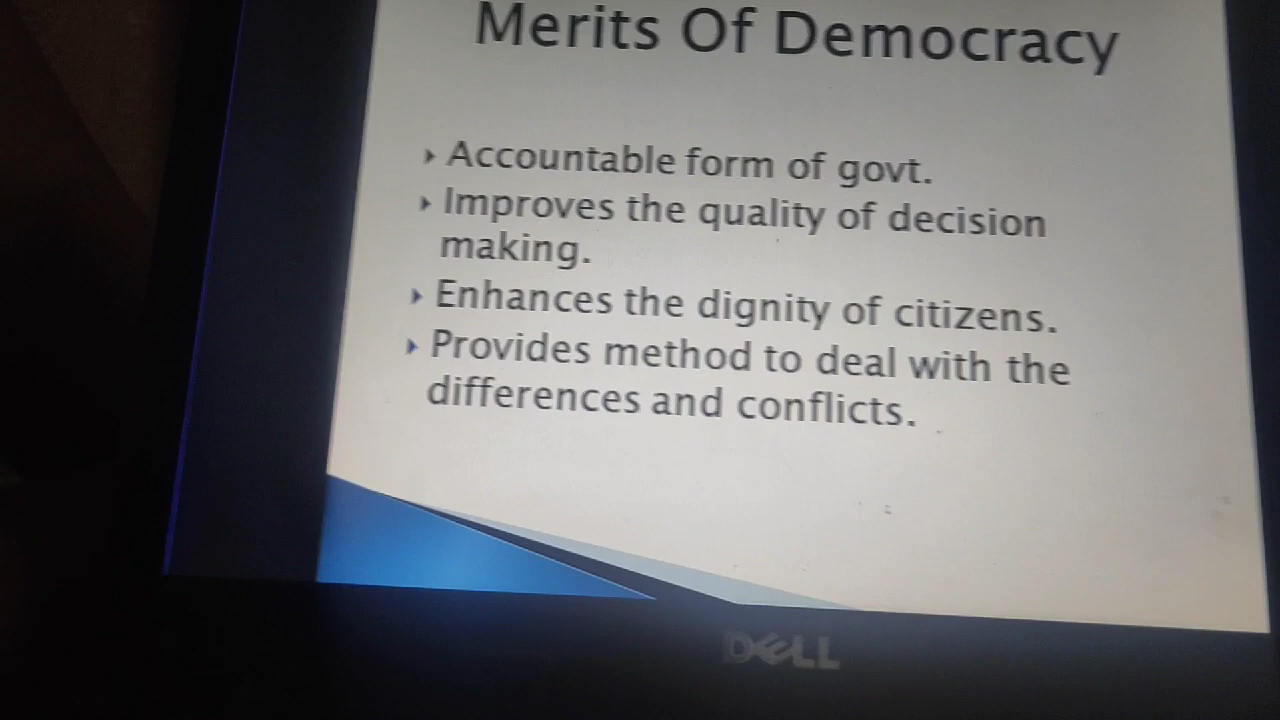 Merits Of Democracy
Accountable form of govt.
Improves the quality of decision
making.
Enhances the dignity of citizens.
Provides method to deal with the
differences and conflicts.
DELL